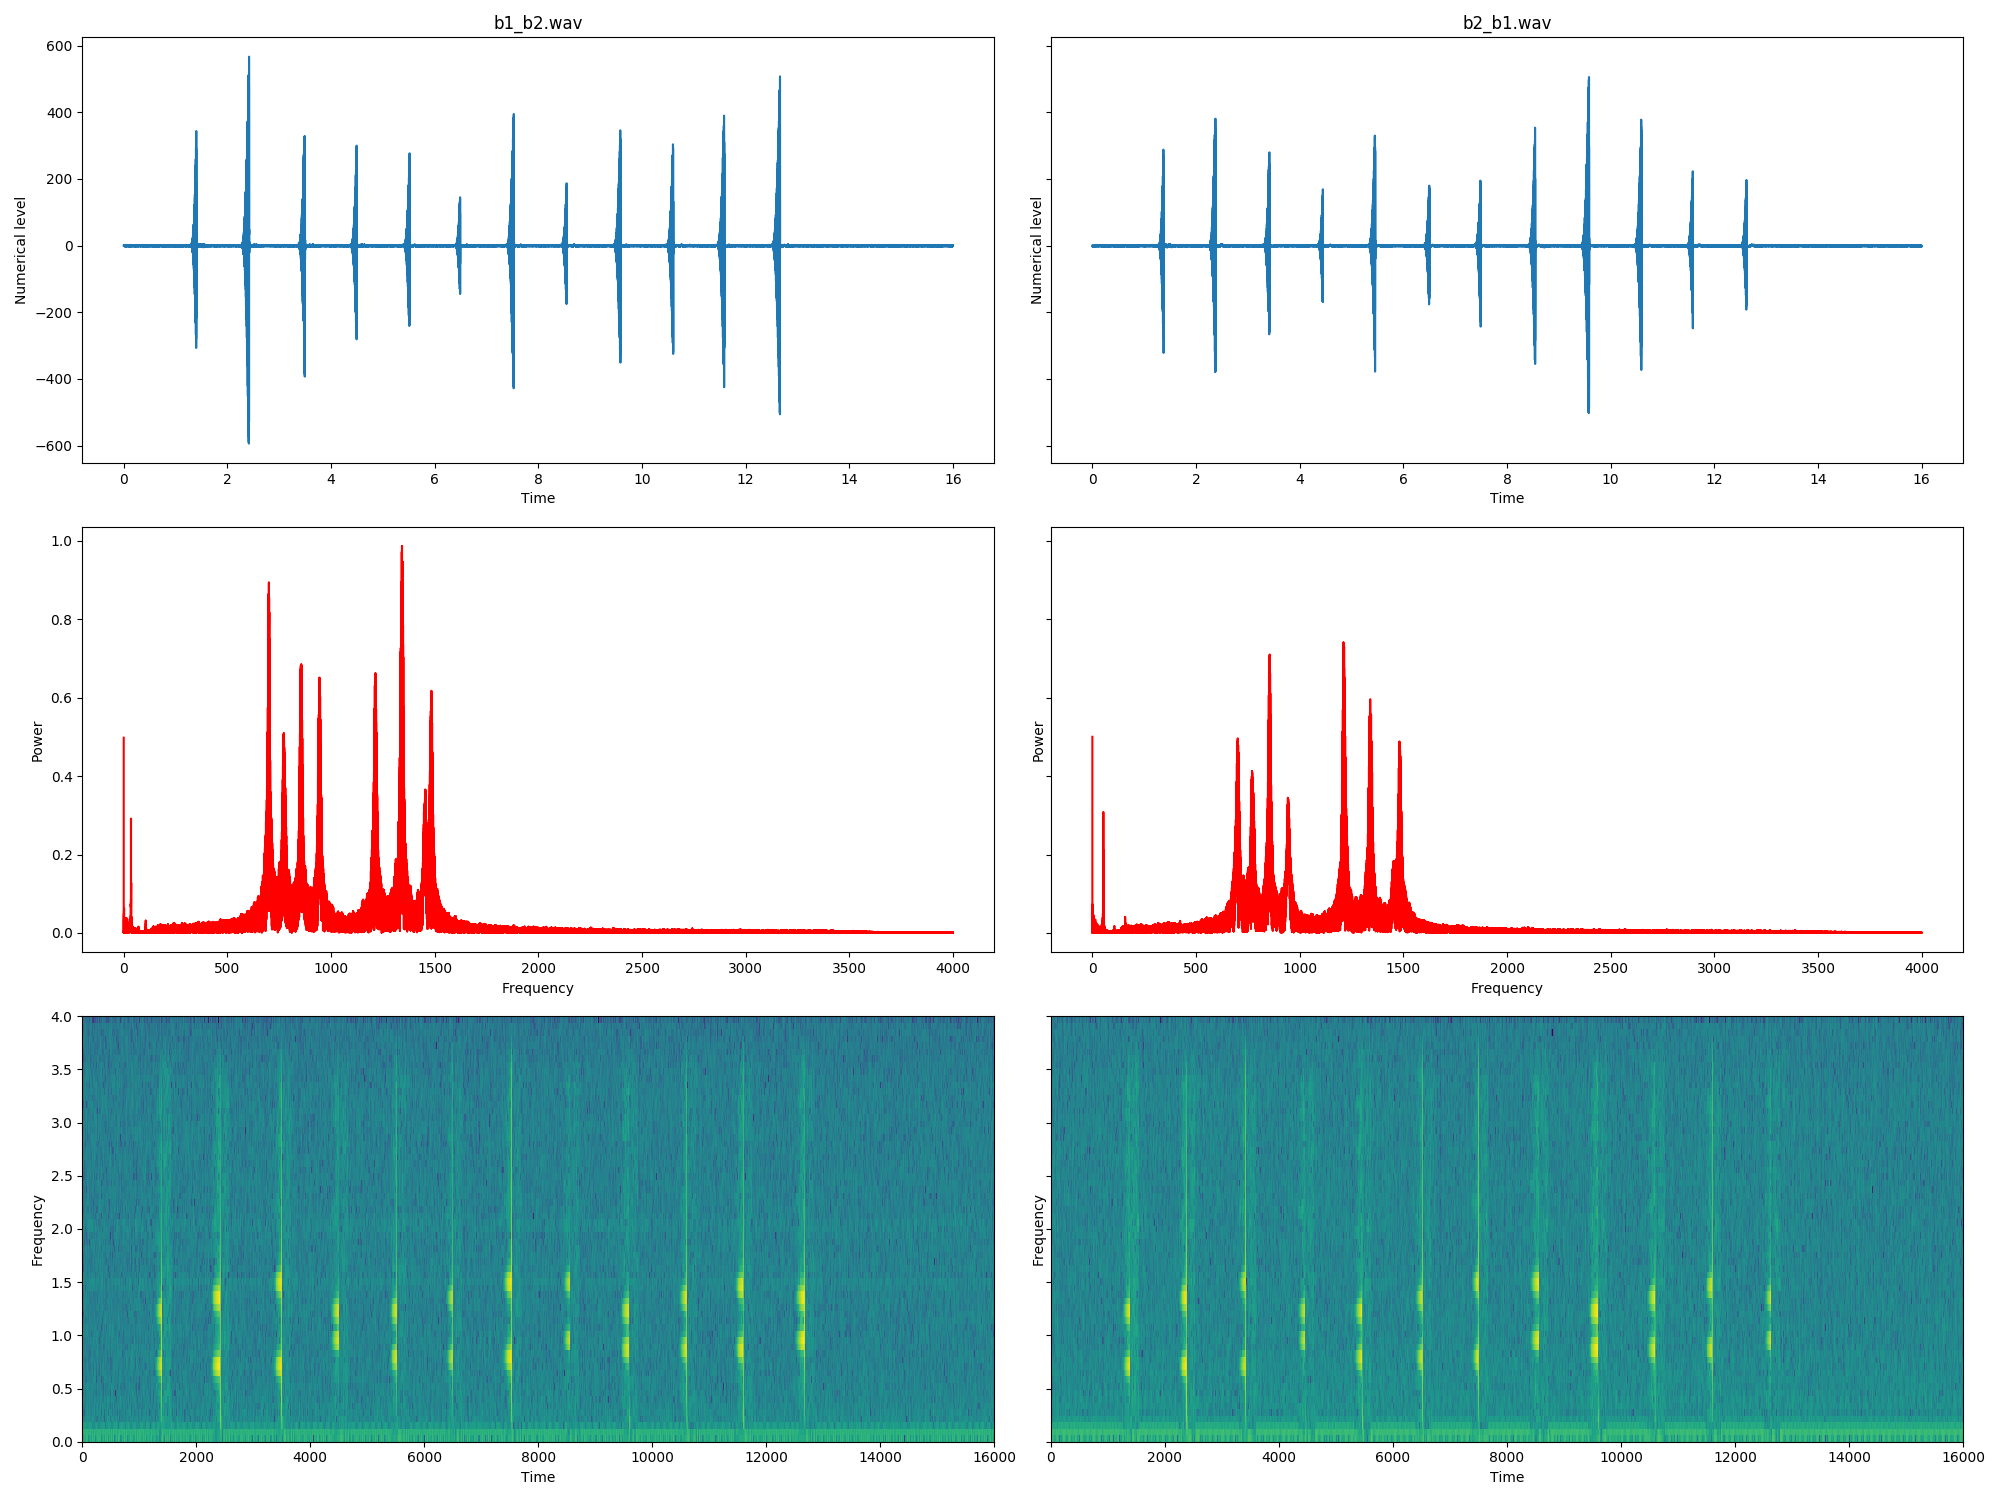 b1_b2.wav
b2_b1.wav
Numerical level
600
400
200
0
−200
−400
−600
0 2 4 6 8 10 12 14 16
Time
Numerical level
0 2 4 6 8 10 12 14 16
Time
Power
1.0
0.8
0.6
0.4
0.2
0.0
0 500 1000 1500 2000 2500 3000 3500 4000
Frequency
Power
0 500 1000 1500 2000 2500 3000 3500 4000
Frequency
Frequency
4.0
3.5
3.0
2.5
2.0
1.5
1.0
0.5
0.0
0 2000 4000 6000 8000 10000 12000 14000 16000
Time
Frequency
0 2000 4000 6000 8000 10000 12000 14000 16000
Time